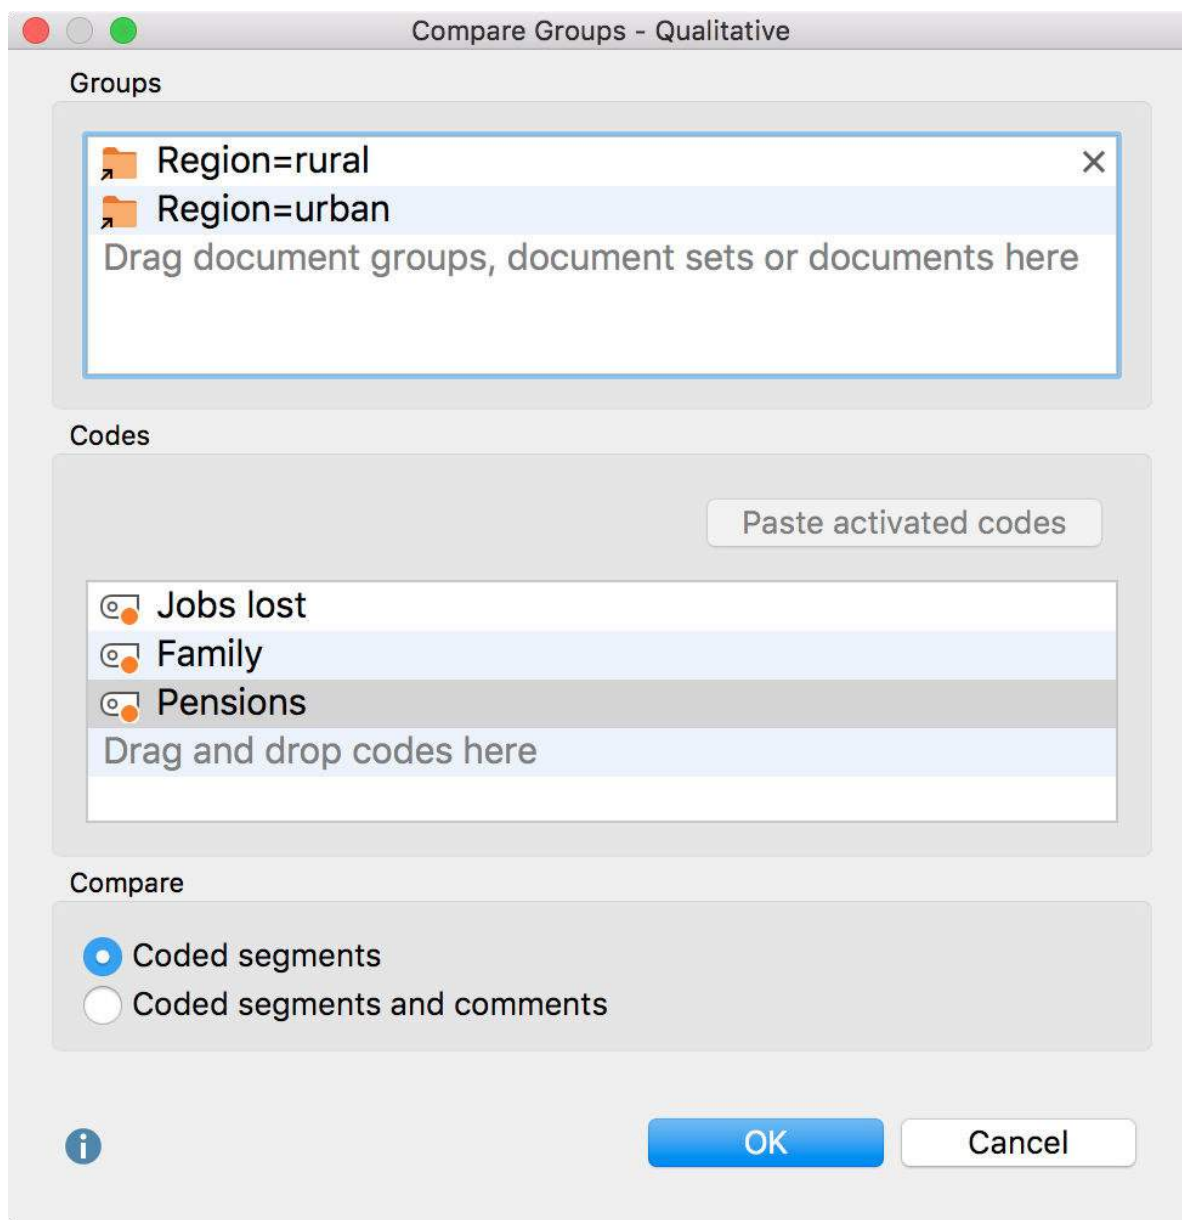 Compare Groups - Qualitative
Groups
Region=rural
Region=urban
Drag document groups, document sets or documents here
Codes
Paste activated codes
Jobs lost
Family
Pensions
Drag and drop codes here
Compare
Coded segments
Coded segments and comments
OK Cancel